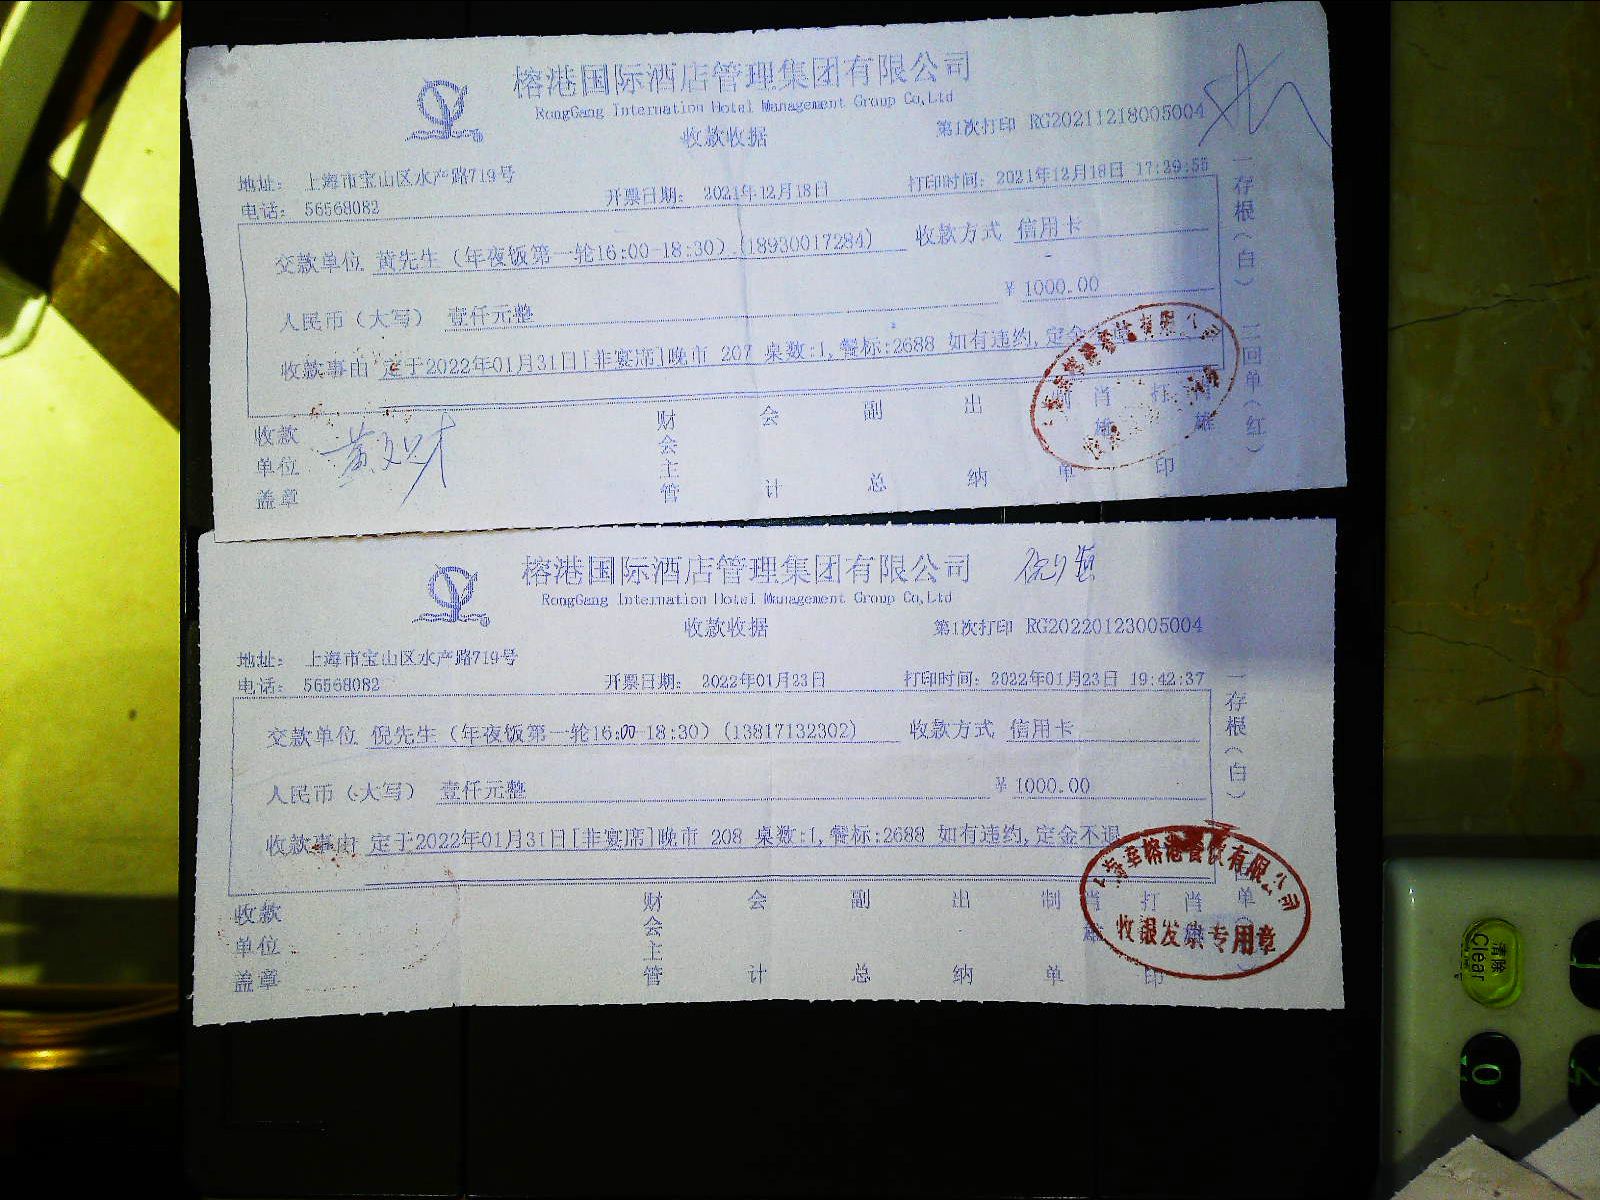 榕港国际酒店管理集团有限公司
RongGang Internation Hotel Management Group Co,Ltd
收款收据
第1次打印 RG20211218005004
地址： 上海市宝山区水产路719号
电话： 56568082
开票日期： 2021年12月18日
打印时间：2021年12月18日 17:29:55
交款单位 黄先生（年夜饭第一轮16:00-18:30）(18930017284) 收款方式 信用卡
人民币（大写） 壹仟元整 ￥1000.00
收款事由 定于2022年01月31日[非宴席]晚市 207 桌数:1,餐标:2688 如有违约,定金
收款单位盖章
财会主管 会计 副总 出纳 制单 打印
一存根（白） 二回单（红）
榕港国际酒店管理集团有限公司
RongGang Internation Hotel Management Group Co,Ltd
收款收据
第1次打印 RG20220123005004
地址： 上海市宝山区水产路719号
电话： 56568082
开票日期： 2022年01月23日
打印时间：2022年01月23日 19:42:37
交款单位 倪先生（年夜饭第一轮16:00-18:30）(13817132302) 收款方式 信用卡
人民币（大写） 壹仟元整 ￥1000.00
收款事由 定于2022年01月31日[非宴席]晚市 208 桌数:1,餐标:2688 如有违约,定金不退
收款单位盖章
财会主管 会计 副总 出纳 制单 打印
一存根（白）
收银发票专用章
清除
Clear
0